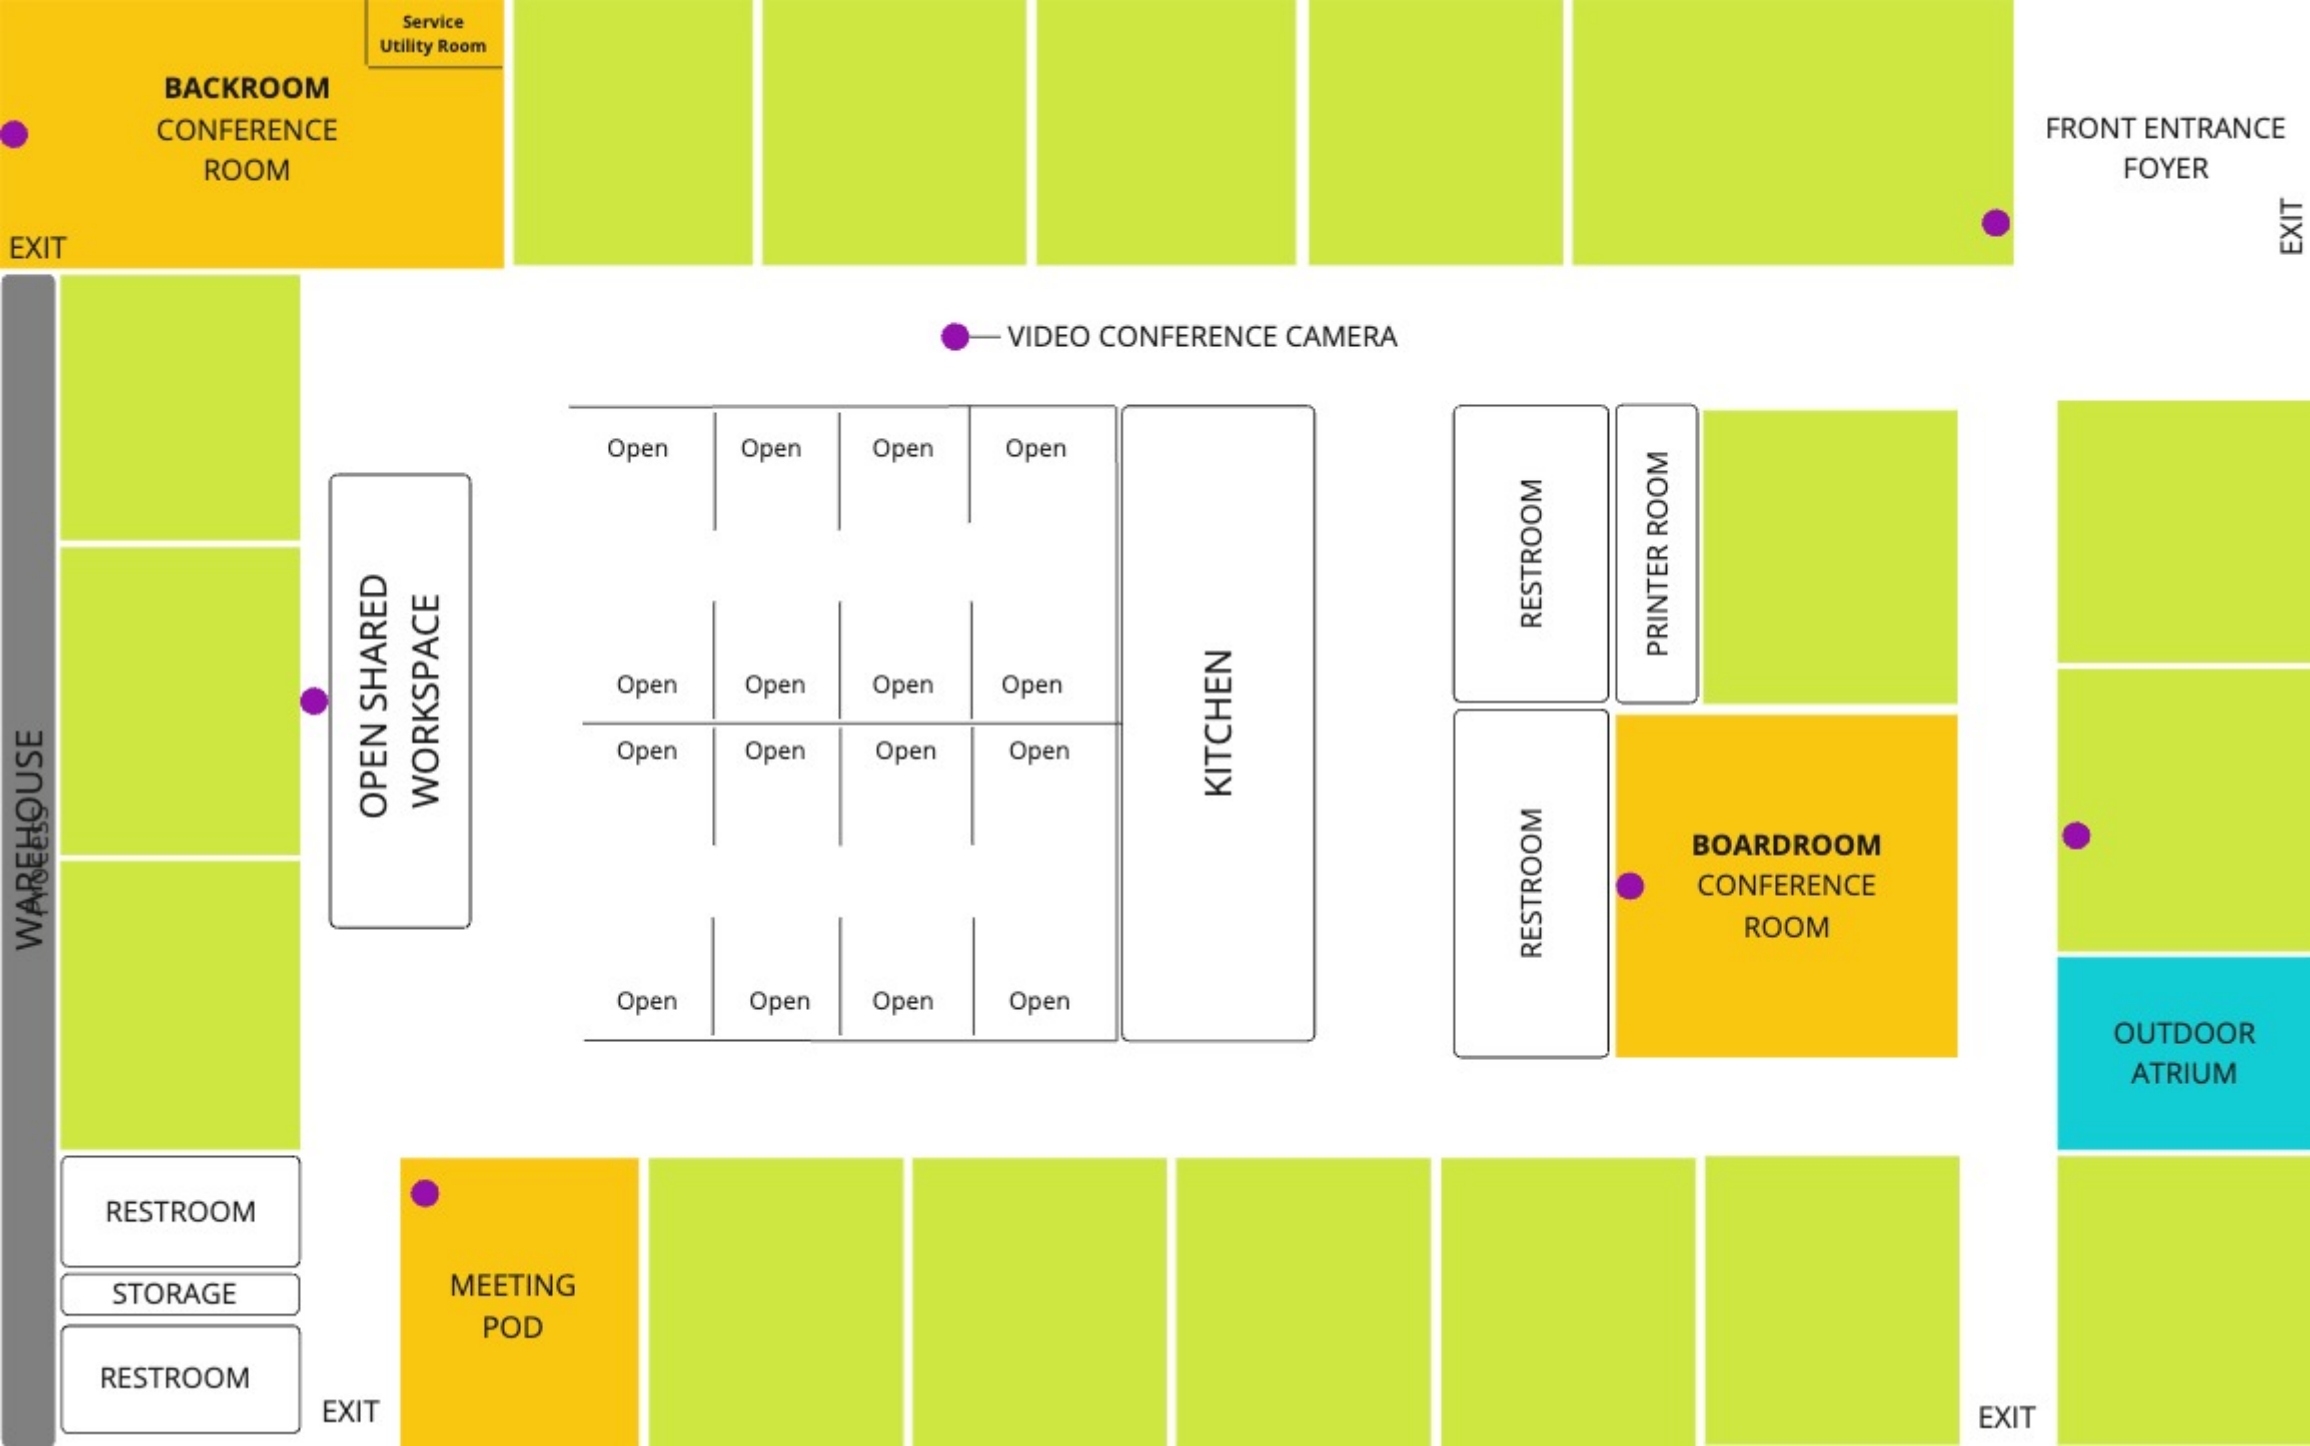 Service
Utility Room
BACKROOM
CONFERENCE
ROOM
EXIT
FRONT ENTRANCE
FOYER
EXIT
VIDEO CONFERENCE CAMERA
Open Open Open Open
OPEN SHARED
WORKSPACE
Open Open Open Open
Open Open Open Open
Open Open Open Open
KITCHEN
RESTROOM
PRINTER ROOM
RESTROOM
BOARDROOM
CONFERENCE
ROOM
OUTDOOR
ATRIUM
WAREHOUSE
RESTROOM
STORAGE
RESTROOM
EXIT
MEETING
POD
EXIT